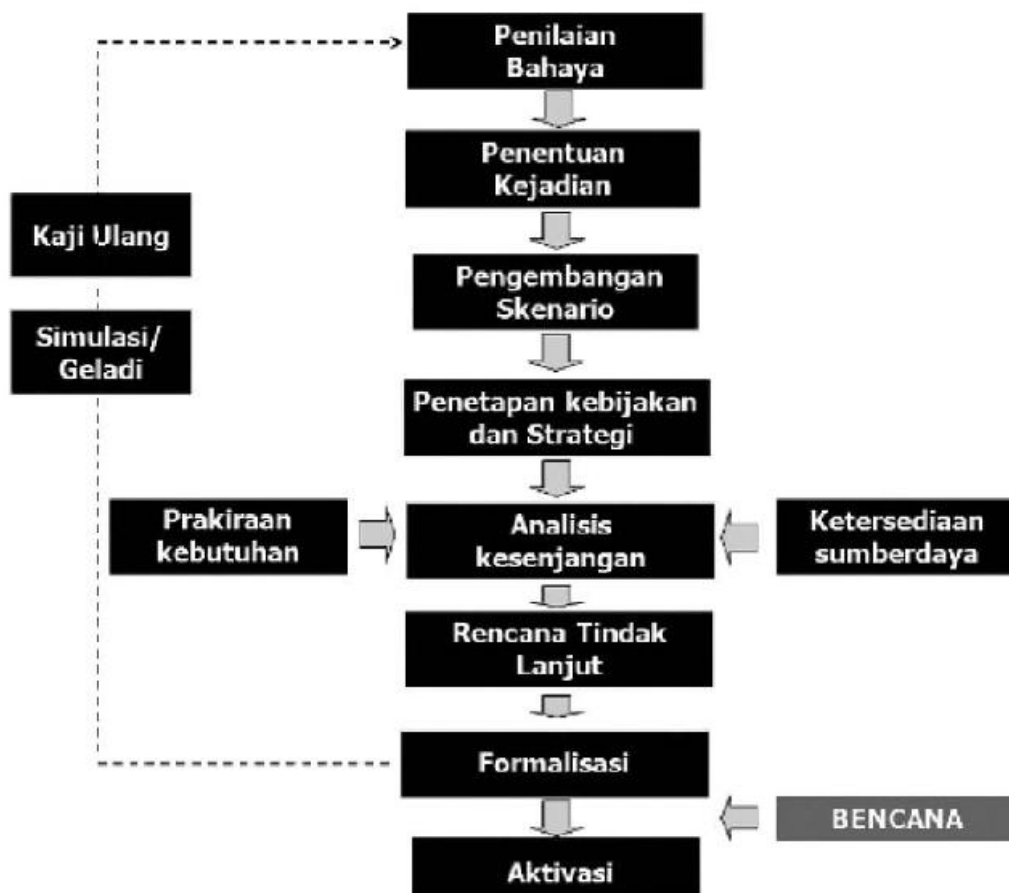 Penilaian
Bahaya
Penentuan
Kejadian
Kaji Ulang
Pengembangan
Skenario
Simulasi/
Geladi
Penetapan kebijakan
dan Strategi
Prakiraan
kebutuhan
Analisis
kesenjangan
Ketersediaan
sumberdaya
Rencana Tindak
Lanjut
Formalisasi
BENCANA
Aktivasi